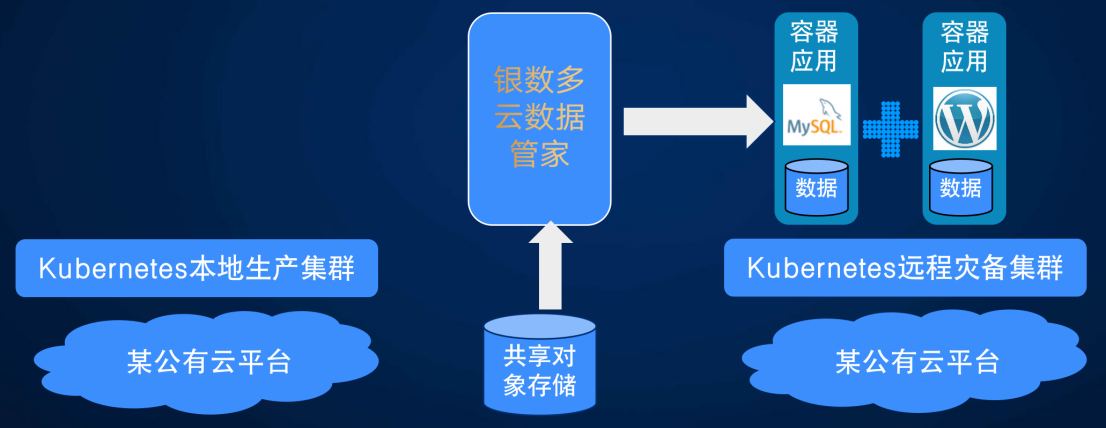 银数多
云数据
管家
容器
应用
MySQL
数据
容器
应用
数据
Kubernetes本地生产集群
Kubernetes远程灾备集群
某公有云平台
共享对
象存储
某公有云平台